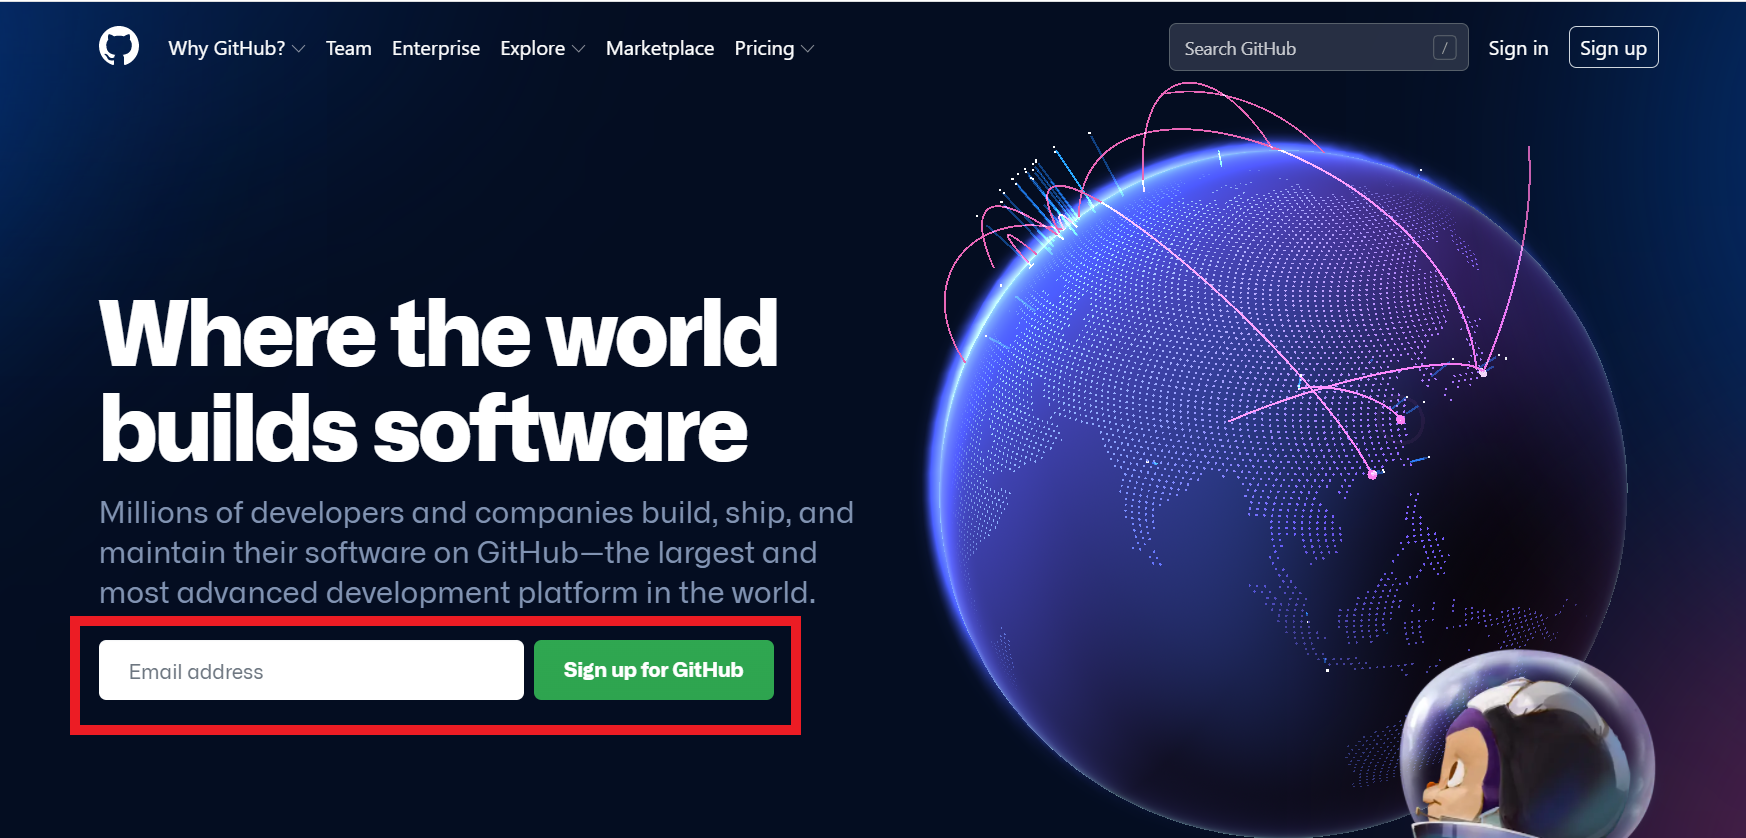 Why GitHub? Team Enterprise Explore Marketplace Pricing Search GitHub / Sign in Sign up
Where the world
builds software
Millions of developers and companies build, ship, and
maintain their software on GitHub—the largest and
most advanced development platform in the world.
Email address Sign up for GitHub